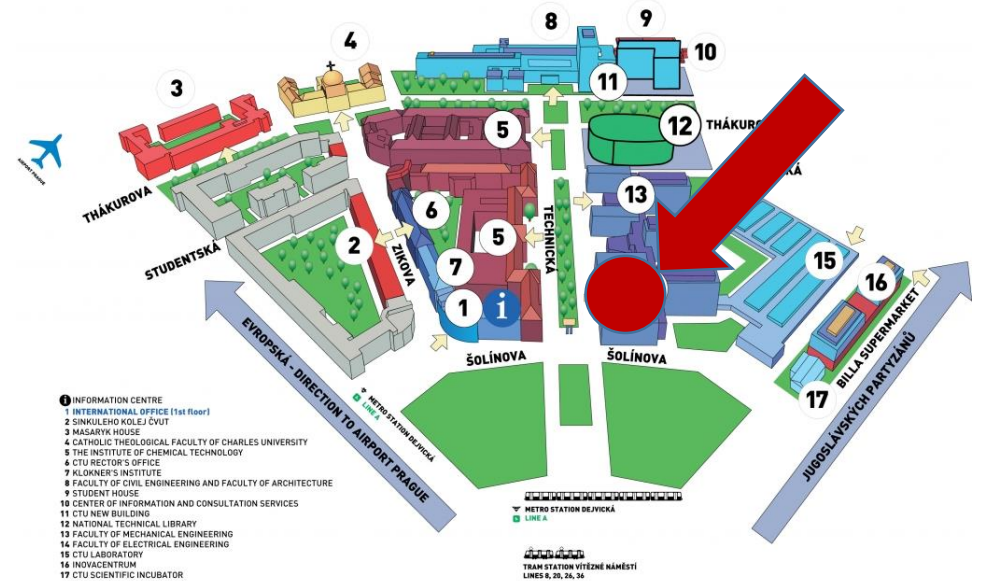 8
9
10
4
3
11
5
12
THÁKURO
KÁ
AIRPORT PRAGUE
THÁKUROVA
13
6
TECHNICKÁ
STUDENTSKÁ
2
ZIKOVA
5
7
15
16
1
i
BILLA SUPERMARKET
ŠOLÍNOVA
ŠOLÍNOVA
EVROPSKÁ - DIRECTION TO AIRPORT PRAGUE
17
JUGOSLÁVSKÝCH PARTYZÁNŮ
METRO STATION DEJVICKÁ
LINE A
i INFORMATION CENTRE
1 INTERNATIONAL OFFICE (1st floor)
2 SINKULEHO KOLEJ ČVUT
3 MASARYK HOUSE
4 CATHOLIC THEOLOGICAL FACULTY OF CHARLES UNIVERSITY
5 THE INSTITUTE OF CHEMICAL TECHNOLOGY
6 CTU RECTOR'S OFFICE
7 KLOKNER'S INSTITUTE
8 FACULTY OF CIVIL ENGINEERING AND FACULTY OF ARCHITECTURE
9 STUDENT HOUSE
10 CENTER OF INFORMATION AND CONSULTATION SERVICES
11 CTU NEW BUILDING
12 NATIONAL TECHNICAL LIBRARY
13 FACULTY OF MECHANICAL ENGINEERING
14 FACULTY OF ELECTRICAL ENGINEERING
15 CTU LABORATORY
16 INOVACENTRUM
17 CTU SCIENTIFIC INCUBATOR
METRO STATION DEJVICKÁ
LINE A
TRAM STATION VÍTĚZNÉ NÁMĚSTÍ
LINES 8, 20, 26, 36